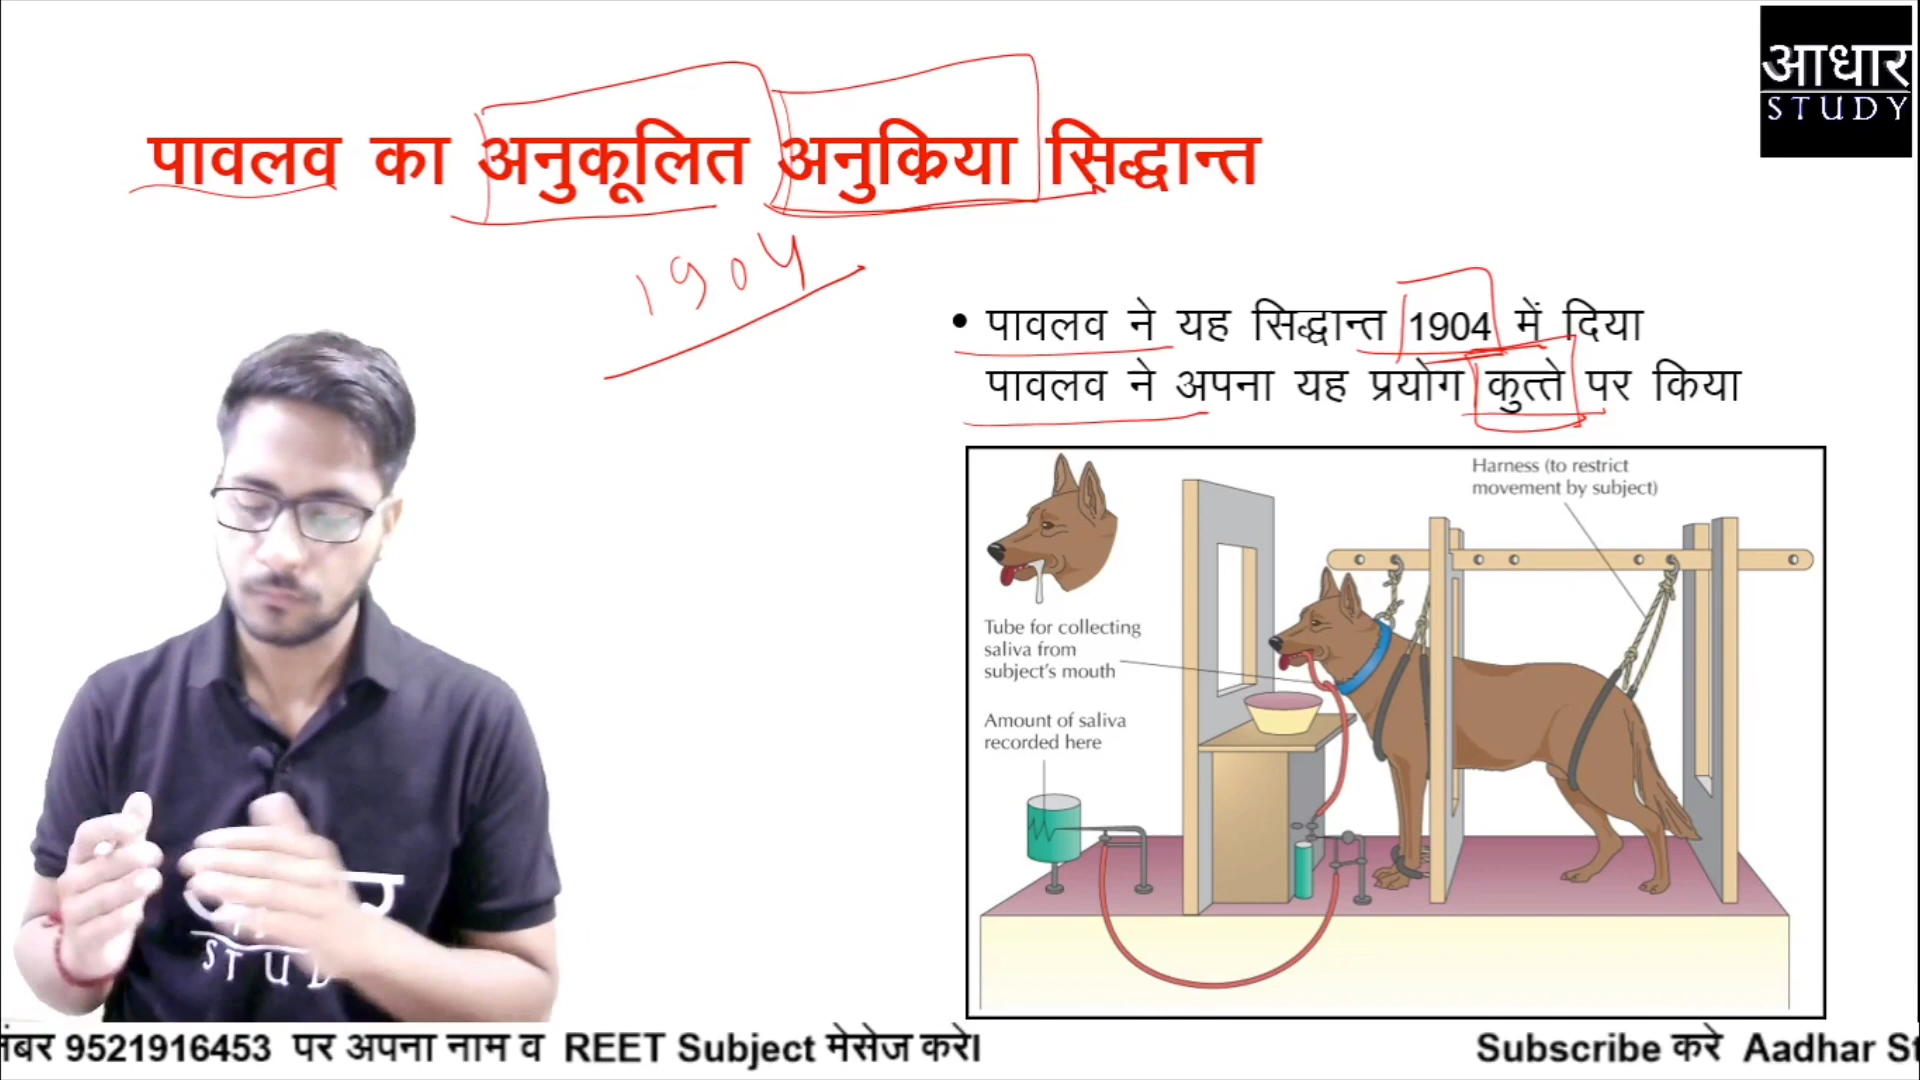 आधार
STUDY
पावलव का अनुकूलित अनुक्रिया सिद्धान्त
1904
• पावलव ने यह सिद्धान्त 1904 में दिया
पावलव ने अपना यह प्रयोग कुत्ते पर किया
Harness (to restrict
movement by subject)
Tube for collecting
saliva from
subject's mouth
Amount of saliva
recorded here
STUD
नंबर 9521916453 पर अपना नाम व REET Subject मेसेज करे।
Subscribe करे Aadhar St